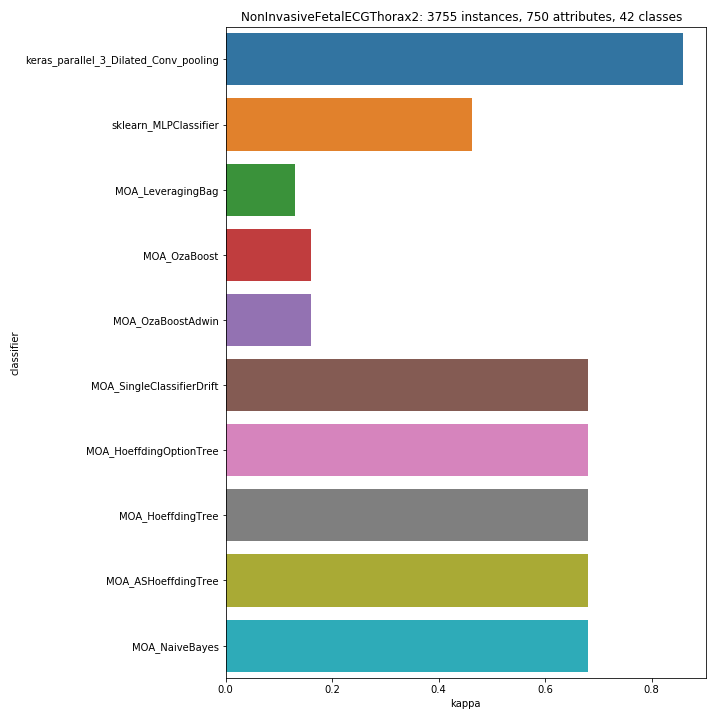 NonInvasiveFetalECGThorax2: 3755 instances, 750 attributes, 42 classes
keras_parallel_3_Dilated_Conv_pooling
sklearn_MLPClassifier
MOA_LeveragingBag
MOA_OzaBoost
MOA_OzaBoostAdwin
MOA_SingleClassifierDrift
MOA_HoeffdingOptionTree
MOA_HoeffdingTree
MOA_ASHoeffdingTree
MOA_NaiveBayes
classifier
0.0 0.2 0.4 0.6 0.8
kappa